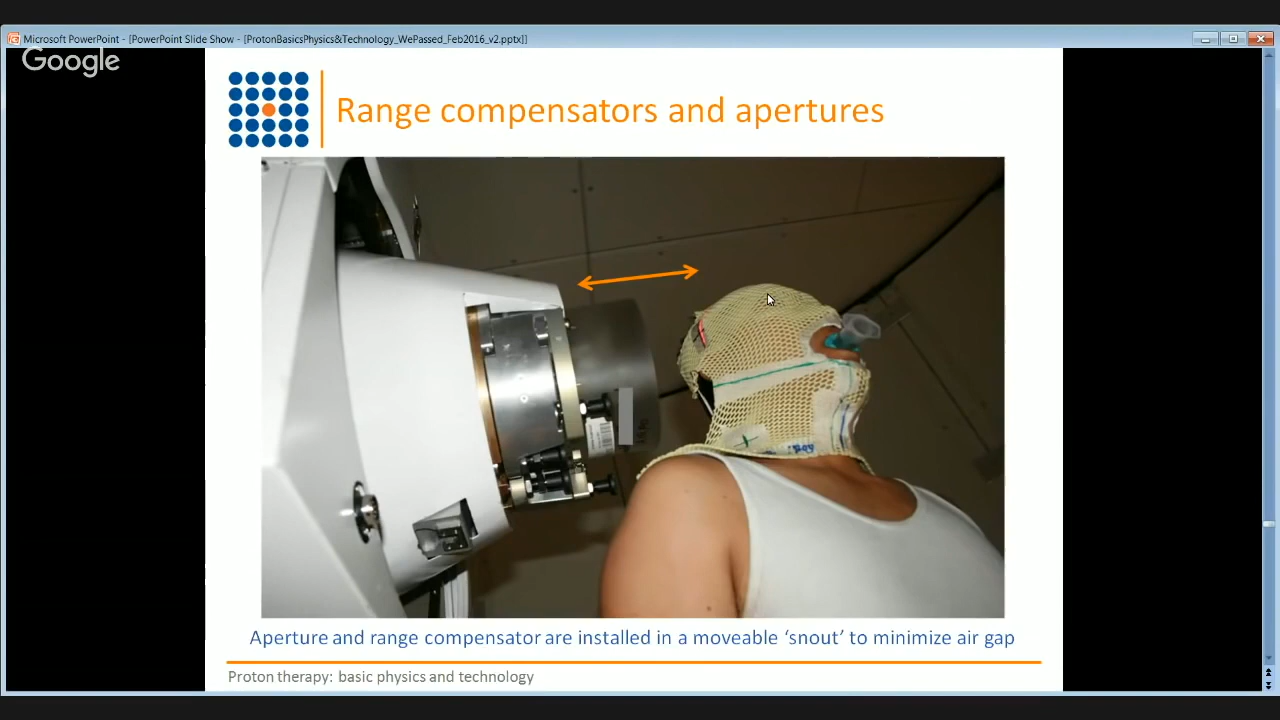 Microsoft PowerPoint - [PowerPoint Slide Show - [ProtonBasicsPhysics&Technology_WePassed_Feb2016_v2.pptx]]
Google
Range compensators and apertures
Aperture and range compensator are installed in a moveable ‘snout’ to minimize air gap
Proton therapy: basic physics and technology